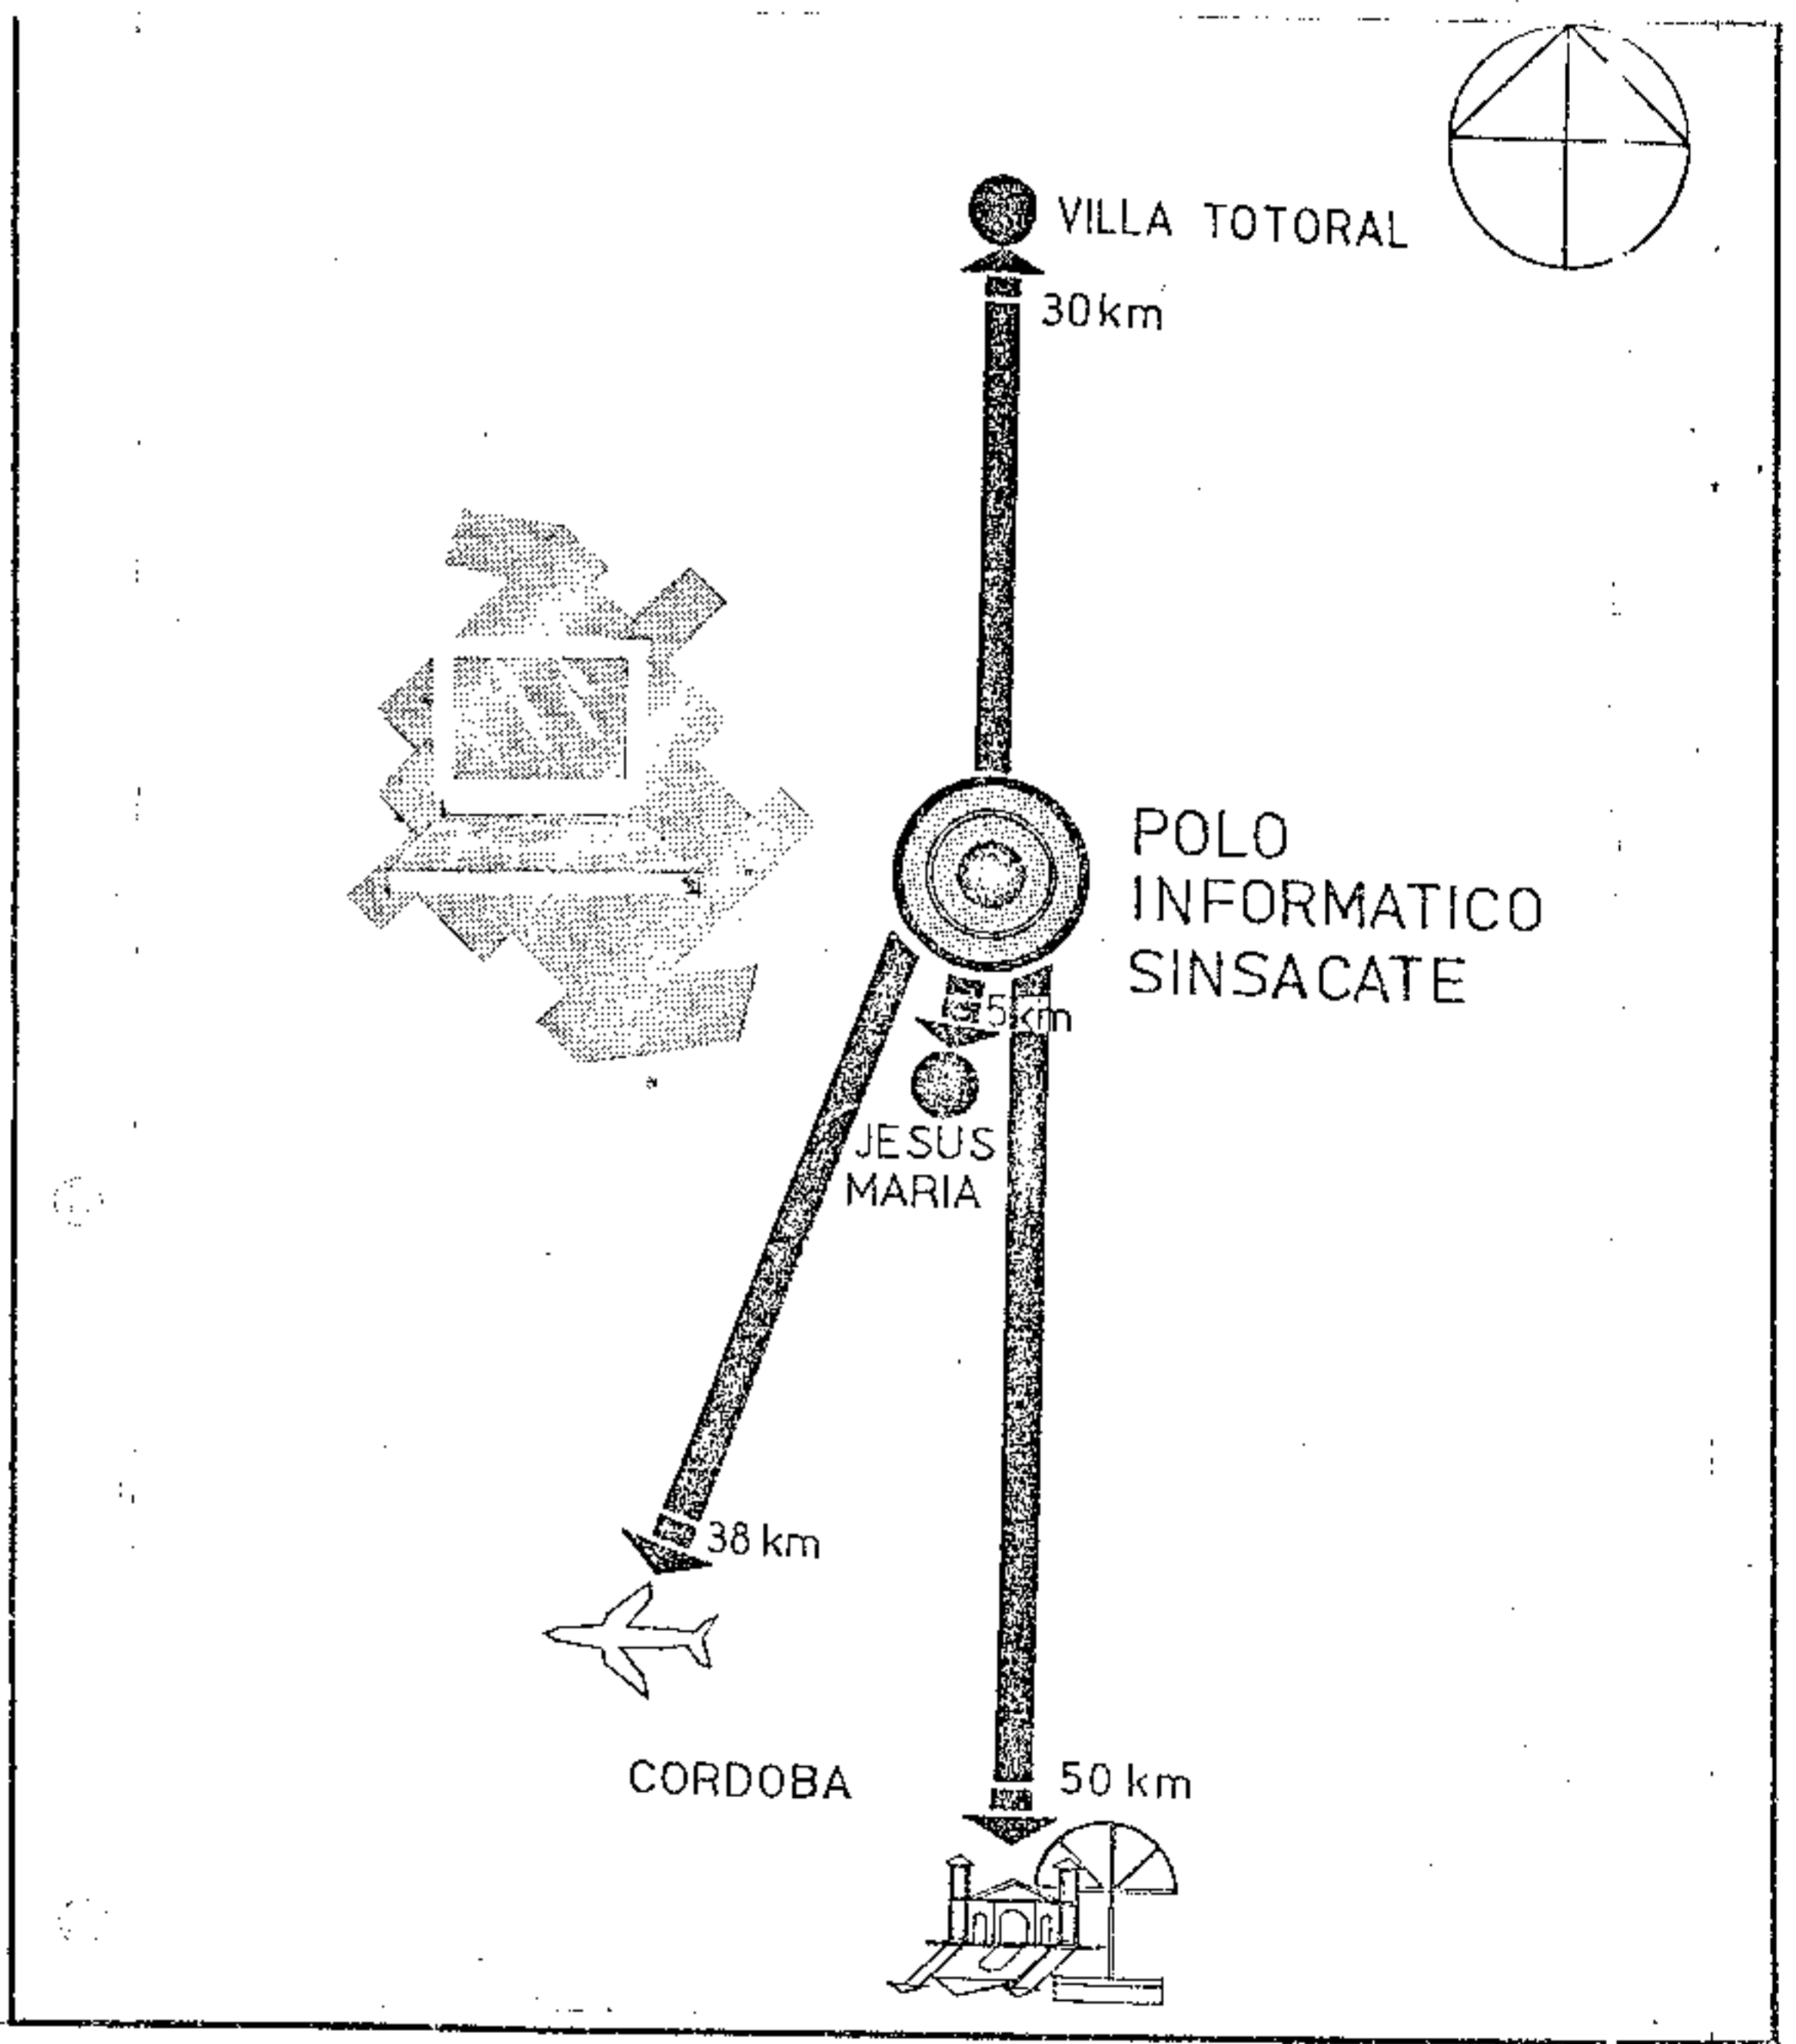 VILLA TOTORAL
30 km
POLO
INFORMATICO
SINSACATE
5 km
JESUS
MARIA
38 km
CORDOBA
50 km